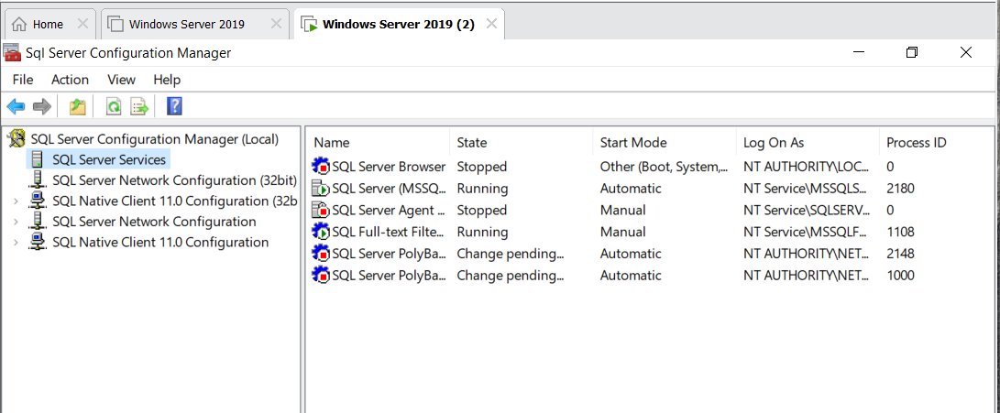 Home
Windows Server 2019
Windows Server 2019 (2)
Sql Server Configuration Manager
File Action View Help
SQL Server Configuration Manager (Local)
SQL Server Services
SQL Server Network Configuration (32bit)
SQL Native Client 11.0 Configuration (32b
SQL Server Network Configuration
SQL Native Client 11.0 Configuration
Name State Start Mode Log On As Process ID
SQL Server Browser Stopped Other (Boot, System,... NT AUTHORITY\LOC... 0
SQL Server (MSSQ... Running Automatic NT Service\MSSQLS... 2180
SQL Server Agent ... Stopped Manual NT Service\SQLSERV... 0
SQL Full-text Filte... Running Manual NT Service\MSSQLF... 1108
SQL Server PolyBa... Change pending... Automatic NT AUTHORITY\NET... 2148
SQL Server PolyBa... Change pending... Automatic NT AUTHORITY\NET... 1000